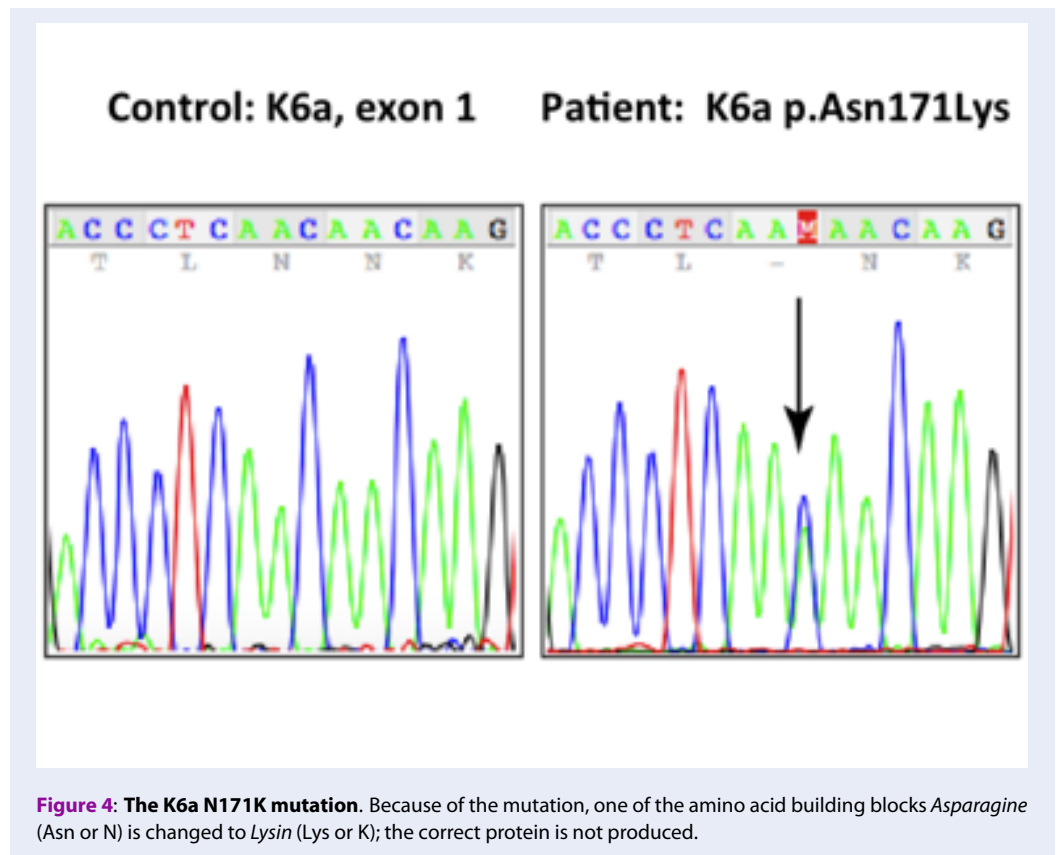 Control: K6a, exon 1
Patient: K6a p.Asn171Lys
A C C C T C A A C A A C A A G
T L N N K
A C C C T C A A M A A C A A G
T L - N K
Figure 4: The K6a N171K mutation. Because of the mutation, one of the amino acid building blocks Asparagine
(Asn or N) is changed to Lysin (Lys or K); the correct protein is not produced.